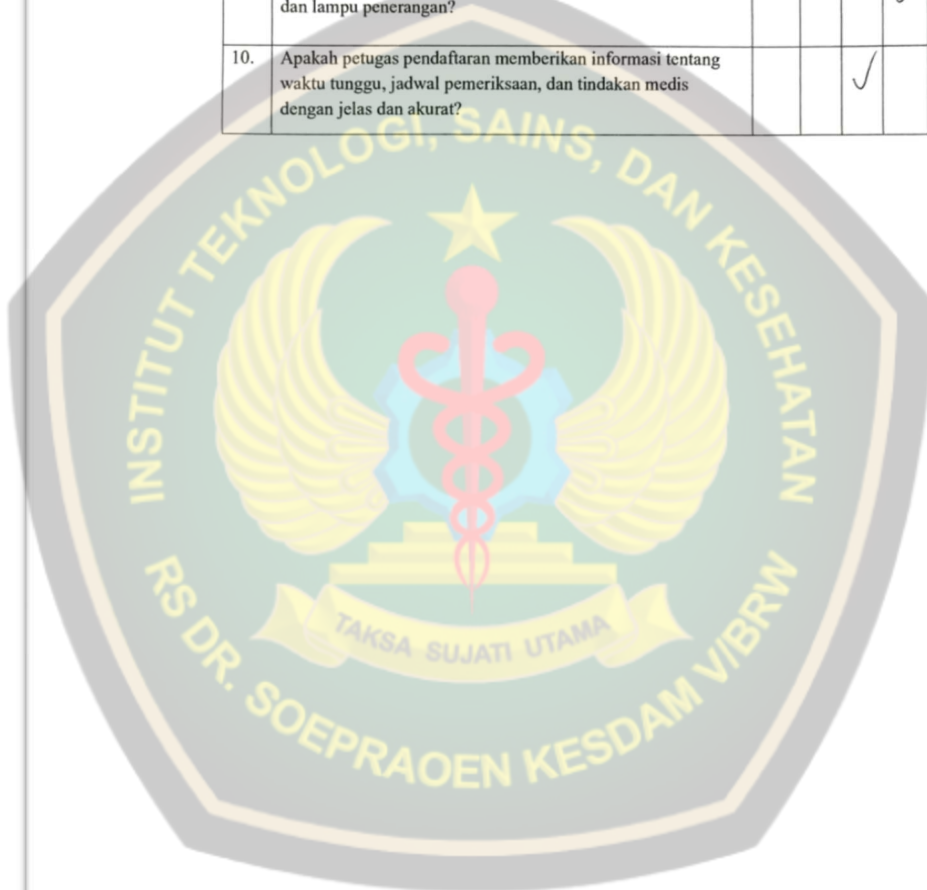 dan lampu penerangan?
10. Apakah petugas pendaftaran memberikan informasi tentang
waktu tunggu, jadwal pemeriksaan, dan tindakan medis
dengan jelas dan akurat?
INSTITUT TEKNOLOGI, SAINS, DAN KESEHATAN
TAKSA SUJATI UTAMA
RS DR. SOEPRAOEN KESDAM V/BRW